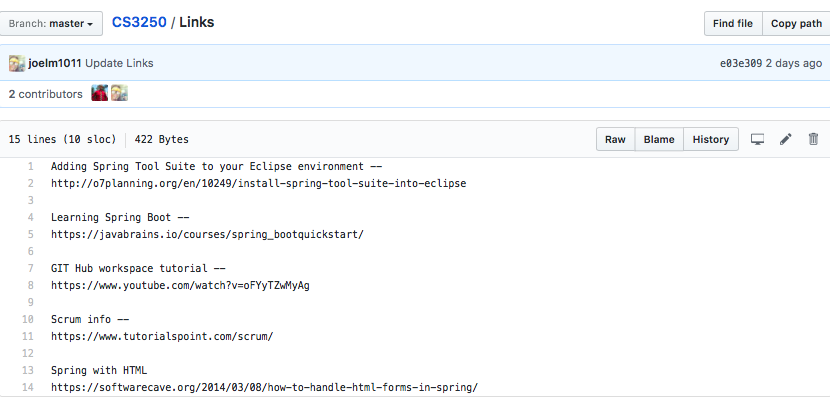 Branch: master
CS3250 / Links
Find file
Copy path
joelm1011 Update Links
e03e309 2 days ago
2 contributors
15 lines (10 sloc)
422 Bytes
Raw
Blame
History
1 Adding Spring Tool Suite to your Eclipse environment --
2 http://o7planning.org/en/10249/install-spring-tool-suite-into-eclipse
3
4 Learning Spring Boot --
5 https://javabrains.io/courses/spring_bootquickstart/
6
7 GIT Hub workspace tutorial --
8 https://www.youtube.com/watch?v=oFYyTZwMyAg
9
10 Scrum info --
11 https://www.tutorialspoint.com/scrum/
12
13 Spring with HTML
14 https://softwarecave.org/2014/03/08/how-to-handle-html-forms-in-spring/